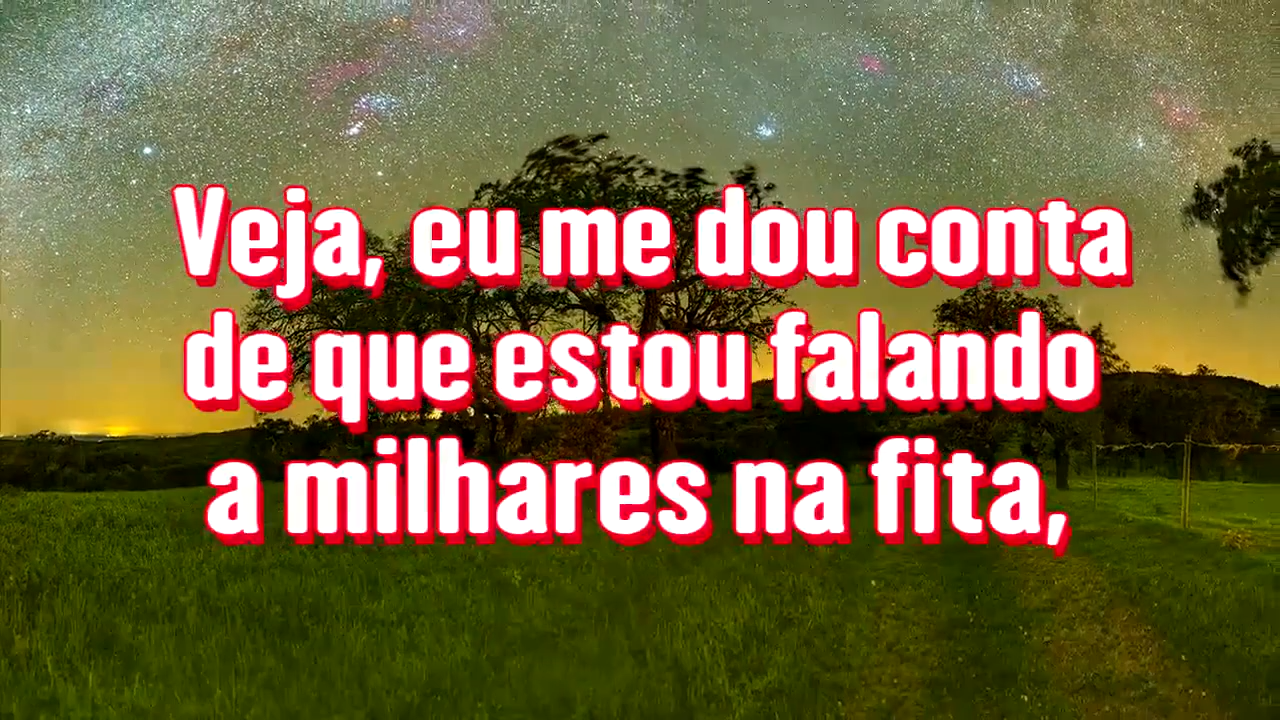 Veja, eu me dou conta
de que estou falando
a milhares na fita,